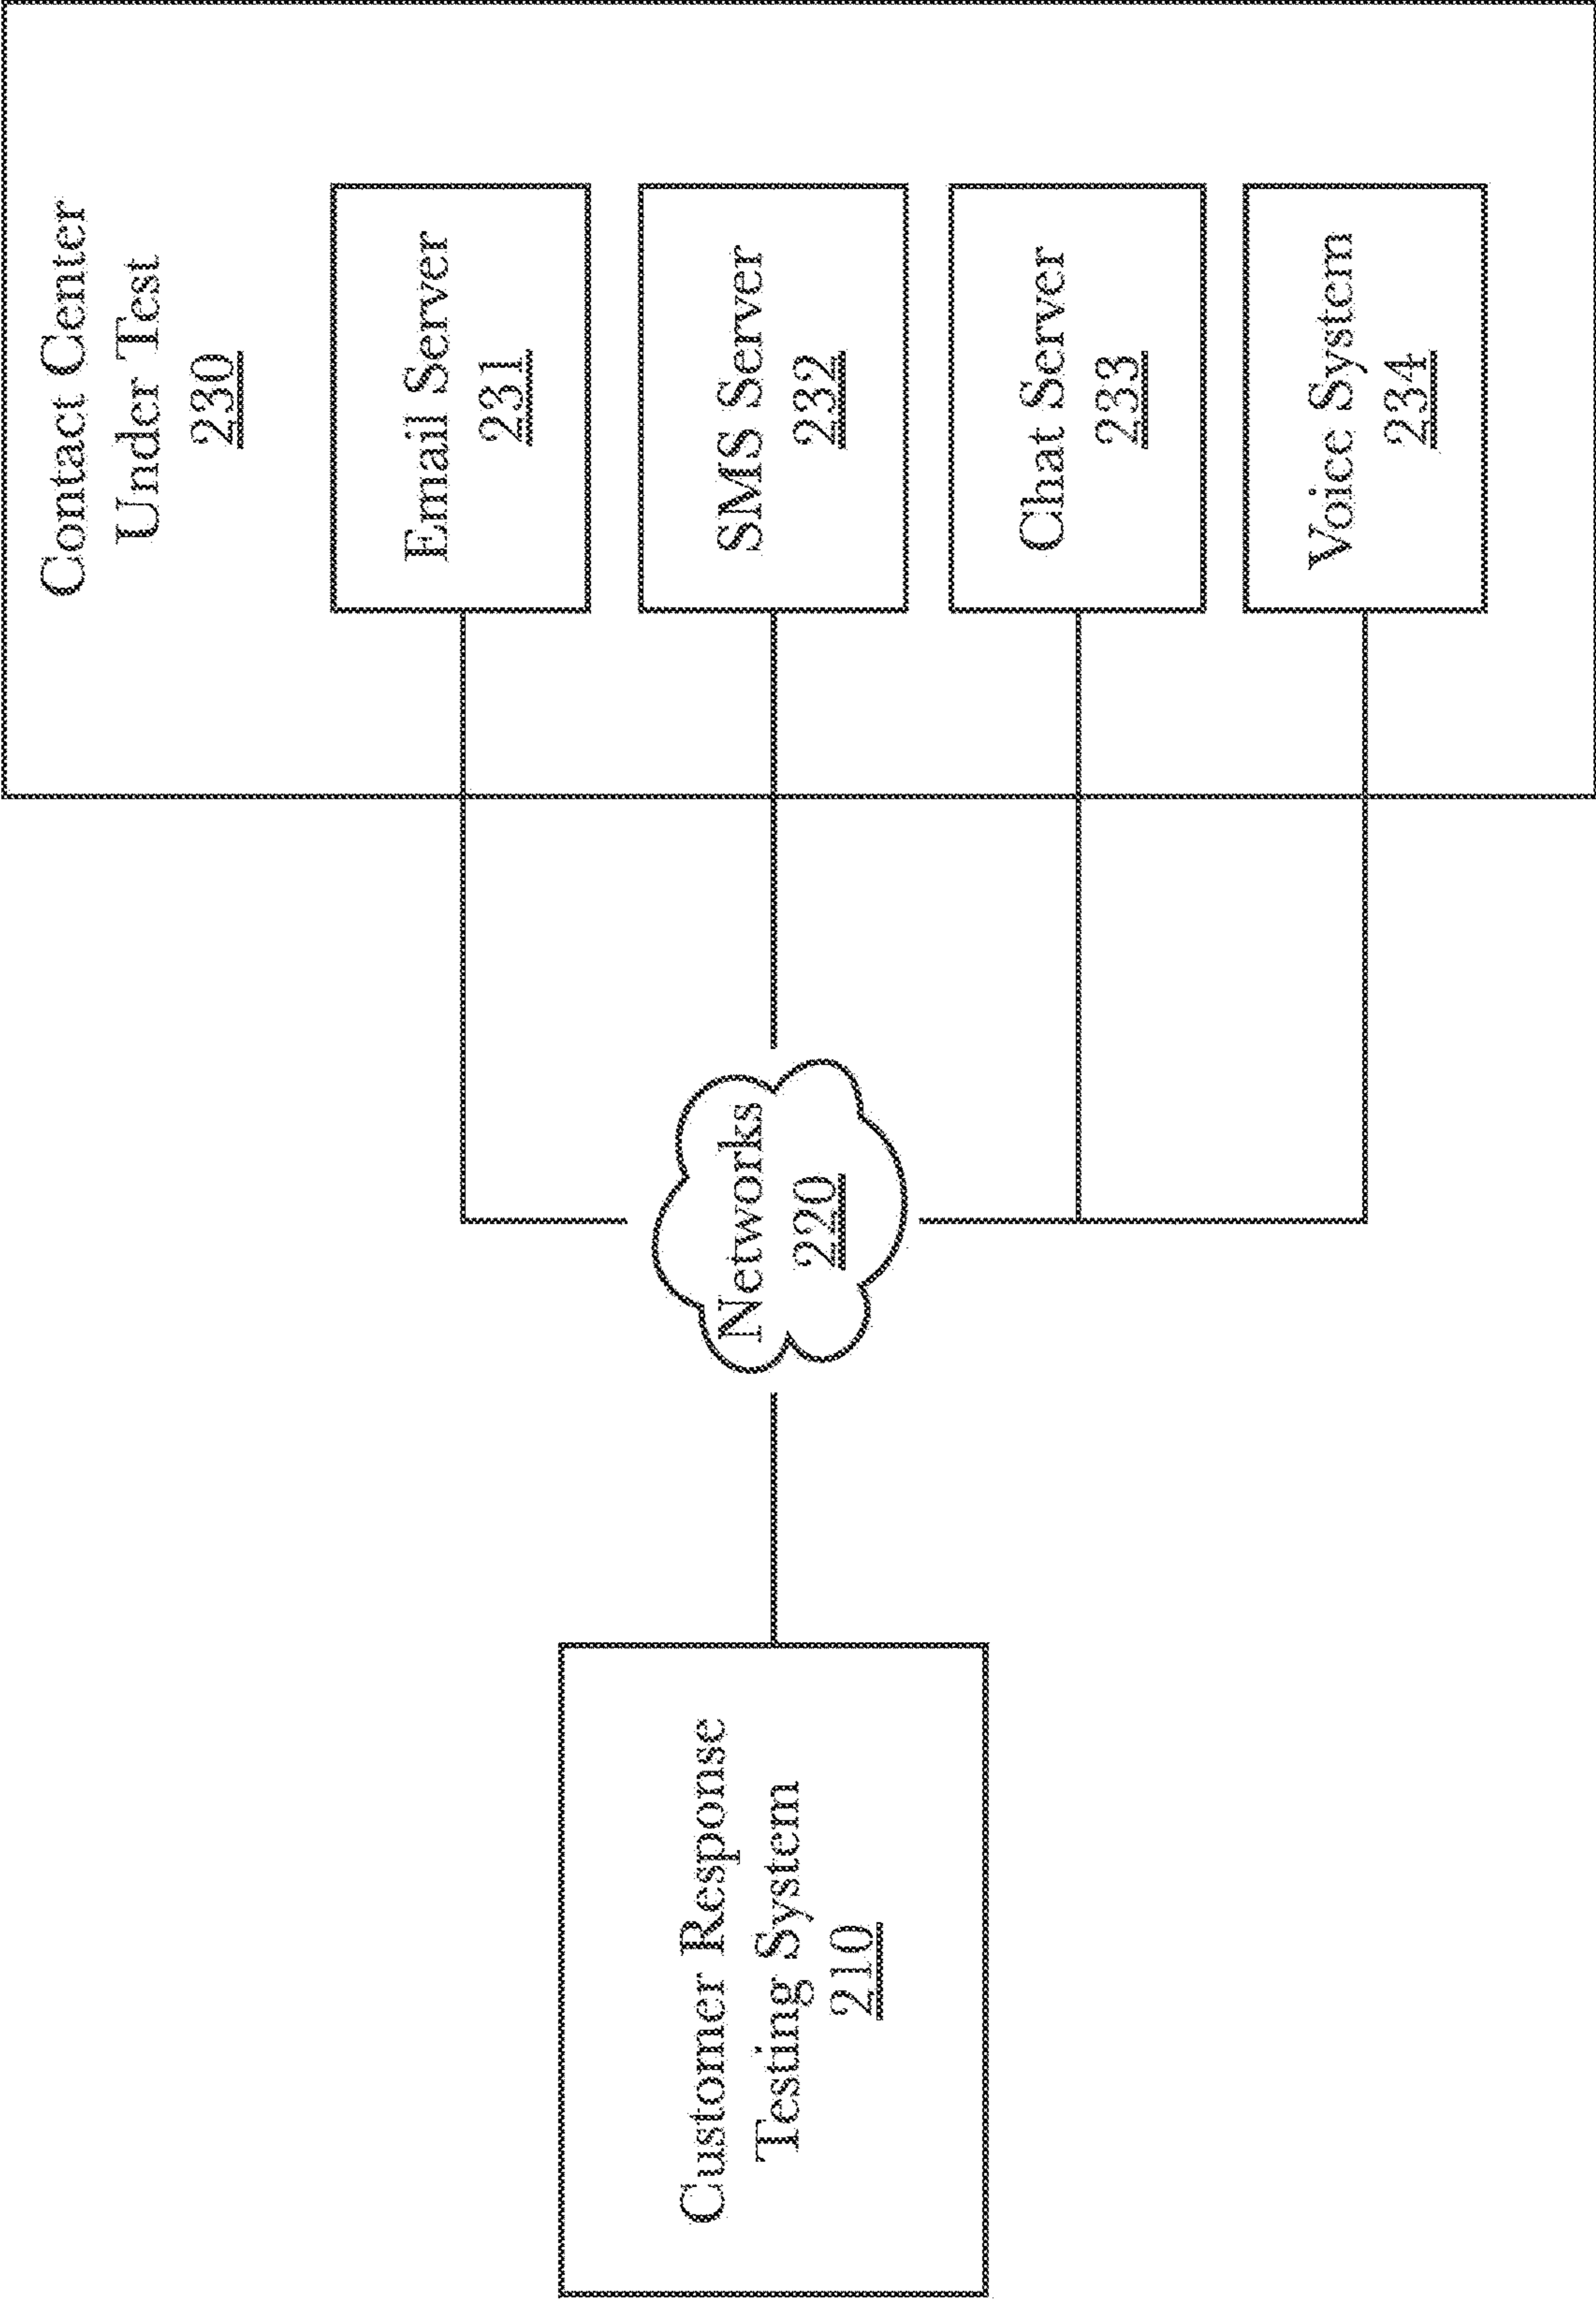 Customer Response
Testing System
210
Networks
220
Contact Center
Under Test
230
Email Server
231
SMS Server
232
Chat Server
233
Voice System
234